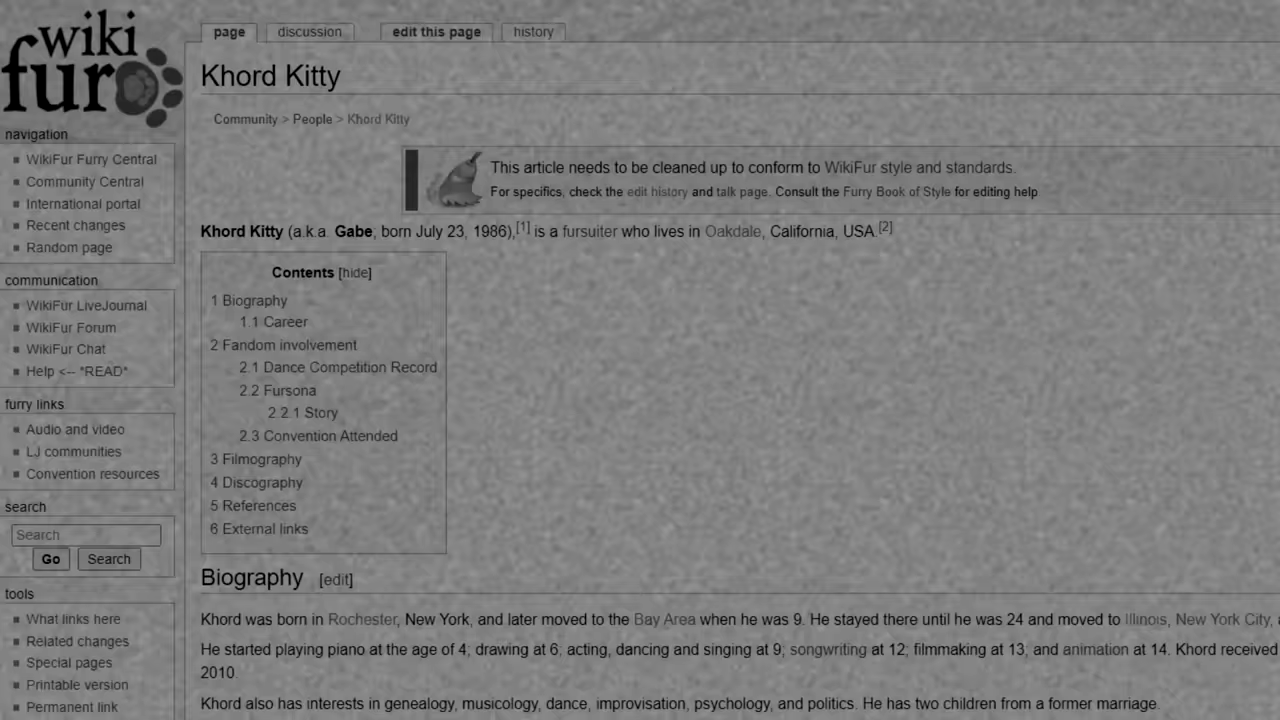 wiki
fur
page discussion edit this page history
Khord Kitty
Community > People > Khord Kitty
This article needs to be cleaned up to conform to WikiFur style and standards.
For specifics, check the edit history and talk page. Consult the Furry Book of Style for editing help
Khord Kitty (a.k.a. Gabe, born July 23, 1986),[1] is a fursuiter who lives in Oakdale, California, USA.[2]
Contents [hide]
1 Biography
1.1 Career
2 Fandom involvement
2.1 Dance Competition Record
2.2 Fursona
2.2.1 Story
2.3 Convention Attended
3 Filmography
4 Discography
5 References
6 External links
Biography [edit]
Khord was born in Rochester, New York, and later moved to the Bay Area when he was 9. He stayed there until he was 24 and moved to Illinois, New York City,
He started playing piano at the age of 4; drawing at 6; acting, dancing and singing at 9; songwriting at 12; filmmaking at 13; and animation at 14. Khord received
2010.
Khord also has interests in genealogy, musicology, dance, improvisation, psychology, and politics. He has two children from a former marriage.
navigation
WikiFur Furry Central
Community Central
International portal
Recent changes
Random page
communication
WikiFur LiveJournal
WikiFur Forum
WikiFur Chat
Help <-- *READ*
furry links
Audio and video
LJ communities
Convention resources
search
Search
Go Search
tools
What links here
Related changes
Special pages
Printable version
Permanent link